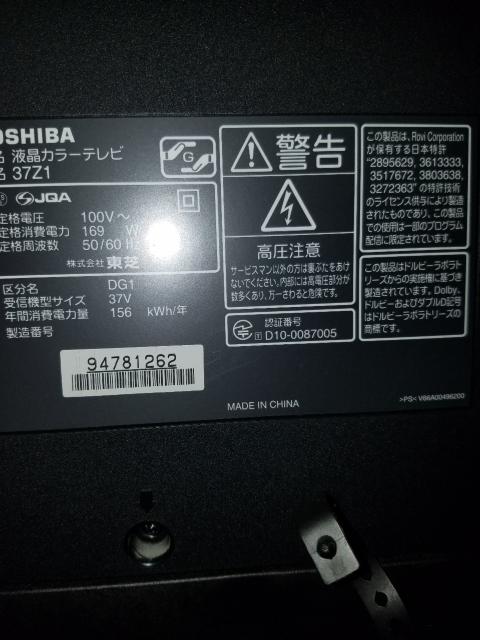 OSHIBA
名 液晶カラーテレビ
名 37Z1
JQA
定格電圧 100V～
定格消費電力 169 W
定格周波数 50/60 Hz
株式会社 東芝
区分名 DG1
受信機型サイズ 37V
年間消費電力量 156 kWh/年
製造番号
94781262
G
警告
高圧注意
サービスマン以外の方は裏ぶたをあけ
ないでください。内部には高電圧部分が
数多くあり、万一さわると危険です。
認証番号
T D10-0087005
この製品は、Rovi Corporation
が保有する日本特許
"2895629, 3613333,
3517672, 3803638,
3272363" の特許技術
のライセンス供与により製造
されたものであり、この製品
での使用は一部のプログラム
配信に限定されています。
この製品はドルビーラボラトリ
ーズからの実施権に基づき
製造されています。Dolby、
ドルビーおよびダブルD記号
はドルビーラボラトリーズの
商標です。
MADE IN CHINA
>PS< V86A00496200